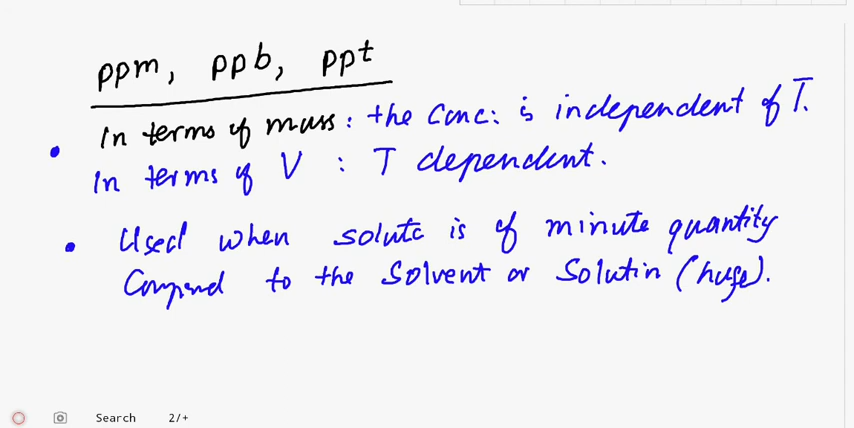 ppm, ppb, ppt
• In terms of mass: the Conc: is independent of T.
In terms of V : T dependent.
• Used when solute is of minute quantity
Compared to the Solvent or Solution (huge).
Search 2/+